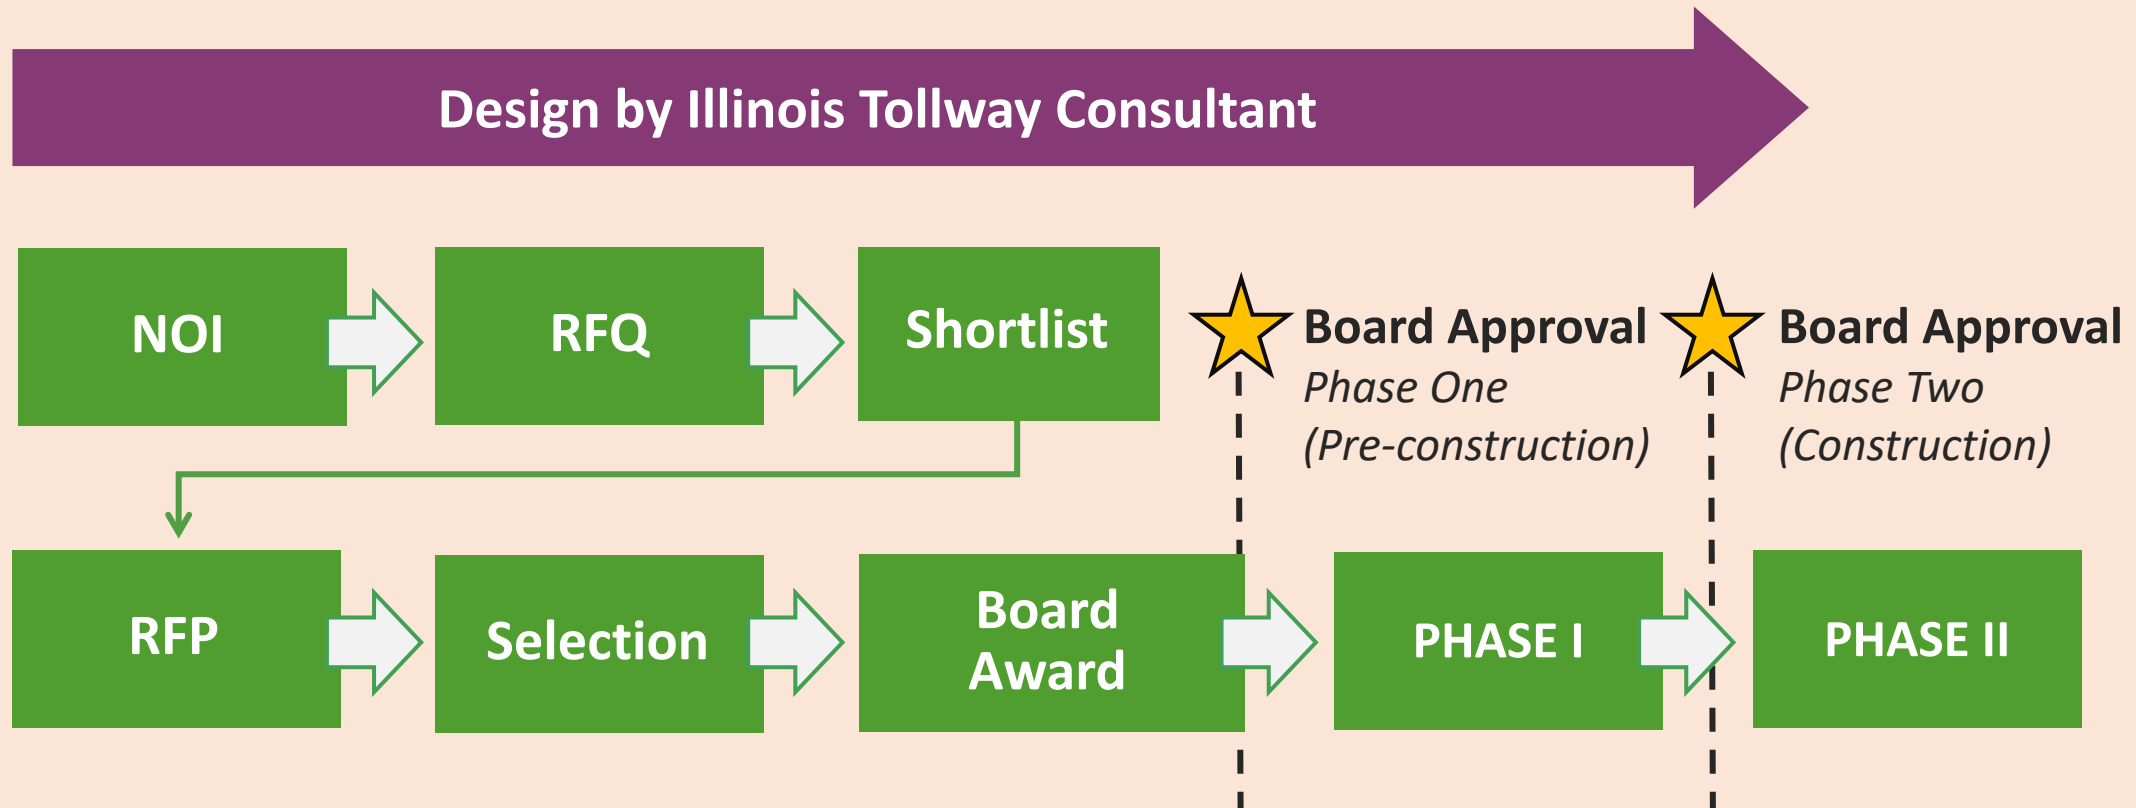 Design by Illinois Tollway Consultant
NOI
RFQ
Shortlist
Board Approval
Phase One
(Pre-construction)
Board Approval
Phase Two
(Construction)
RFP
Selection
Board
Award
PHASE I
PHASE II